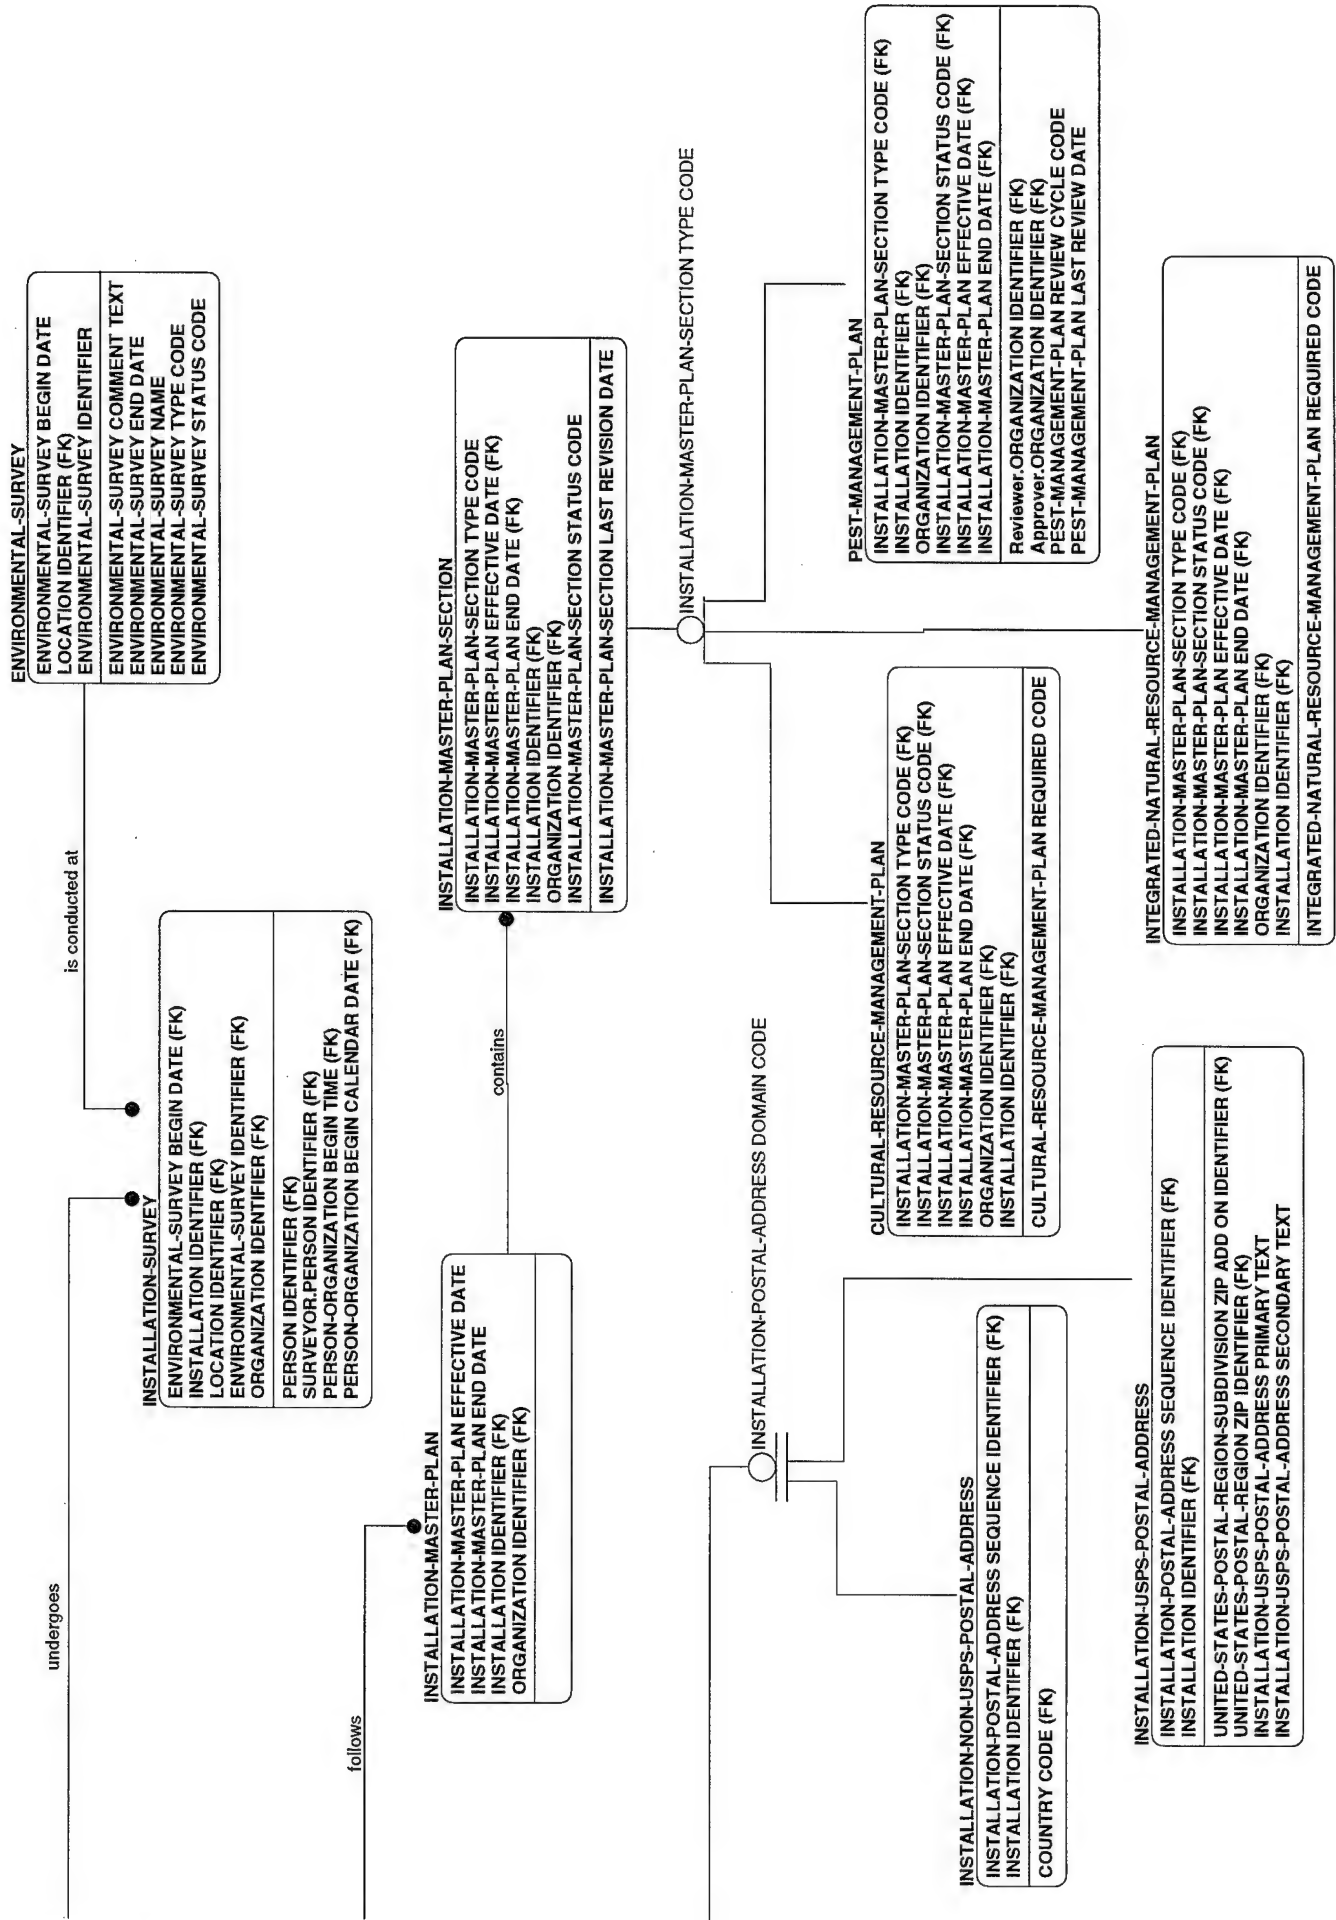 undergoes
is conducted at
ENVIRONMENTAL-SURVEY
ENVIRONMENTAL-SURVEY BEGIN DATE
LOCATION IDENTIFIER (FK)
ENVIRONMENTAL-SURVEY IDENTIFIER
ENVIRONMENTAL-SURVEY COMMENT TEXT
ENVIRONMENTAL-SURVEY END DATE
ENVIRONMENTAL-SURVEY NAME
ENVIRONMENTAL-SURVEY TYPE CODE
ENVIRONMENTAL-SURVEY STATUS CODE
INSTALLATION-SURVEY
ENVIRONMENTAL-SURVEY BEGIN DATE (FK)
INSTALLATION IDENTIFIER (FK)
LOCATION IDENTIFIER (FK)
ENVIRONMENTAL-SURVEY IDENTIFIER (FK)
ORGANIZATION IDENTIFIER (FK)
PERSON IDENTIFIER (FK)
SURVEYOR.PERSON IDENTIFIER (FK)
PERSON-ORGANIZATION BEGIN TIME (FK)
PERSON-ORGANIZATION BEGIN CALENDAR DATE (FK)
follows
INSTALLATION-MASTER-PLAN
INSTALLATION-MASTER-PLAN EFFECTIVE DATE
INSTALLATION-MASTER-PLAN END DATE
INSTALLATION IDENTIFIER (FK)
ORGANIZATION IDENTIFIER (FK)
contains
INSTALLATION-MASTER-PLAN-SECTION
INSTALLATION-MASTER-PLAN-SECTION TYPE CODE
INSTALLATION-MASTER-PLAN EFFECTIVE DATE (FK)
INSTALLATION-MASTER-PLAN END DATE (FK)
INSTALLATION IDENTIFIER (FK)
ORGANIZATION IDENTIFIER (FK)
INSTALLATION-MASTER-PLAN-SECTION STATUS CODE
INSTALLATION-MASTER-PLAN-SECTION LAST REVISION DATE
INSTALLATION-MASTER-PLAN-SECTION TYPE CODE
INSTALLATION-POSTAL-ADDRESS DOMAIN CODE
INSTALLATION-NON-USPS-POSTAL-ADDRESS
INSTALLATION-POSTAL-ADDRESS SEQUENCE IDENTIFIER (FK)
INSTALLATION IDENTIFIER (FK)
COUNTRY CODE (FK)
CULTURAL-RESOURCE-MANAGEMENT-PLAN
INSTALLATION-MASTER-PLAN-SECTION TYPE CODE (FK)
INSTALLATION-MASTER-PLAN-SECTION STATUS CODE (FK)
INSTALLATION-MASTER-PLAN EFFECTIVE DATE (FK)
INSTALLATION-MASTER-PLAN END DATE (FK)
ORGANIZATION IDENTIFIER (FK)
INSTALLATION IDENTIFIER (FK)
CULTURAL-RESOURCE-MANAGEMENT-PLAN REQUIRED CODE
PEST-MANAGEMENT-PLAN
INSTALLATION-MASTER-PLAN-SECTION TYPE CODE (FK)
INSTALLATION IDENTIFIER (FK)
ORGANIZATION IDENTIFIER (FK)
INSTALLATION-MASTER-PLAN-SECTION STATUS CODE (FK)
INSTALLATION-MASTER-PLAN EFFECTIVE DATE (FK)
INSTALLATION-MASTER-PLAN END DATE (FK)
Reviewer.ORGANIZATION IDENTIFIER (FK)
Approver.ORGANIZATION IDENTIFIER (FK)
PEST-MANAGEMENT-PLAN REVIEW CYCLE CODE
PEST-MANAGEMENT-PLAN LAST REVIEW DATE
INSTALLATION-USPS-POSTAL-ADDRESS
INSTALLATION-POSTAL-ADDRESS SEQUENCE IDENTIFIER (FK)
INSTALLATION IDENTIFIER (FK)
UNITED-STATES-POSTAL-REGION-SUBDIVISION ZIP ADD ON IDENTIFIER (FK)
UNITED-STATES-POSTAL-REGION ZIP IDENTIFIER (FK)
INSTALLATION-USPS-POSTAL-ADDRESS PRIMARY TEXT
INSTALLATION-USPS-POSTAL-ADDRESS SECONDARY TEXT
INTEGRATED-NATURAL-RESOURCE-MANAGEMENT-PLAN
INSTALLATION-MASTER-PLAN-SECTION TYPE CODE (FK)
INSTALLATION-MASTER-PLAN-SECTION STATUS CODE (FK)
INSTALLATION-MASTER-PLAN EFFECTIVE DATE (FK)
INSTALLATION-MASTER-PLAN END DATE (FK)
ORGANIZATION IDENTIFIER (FK)
INSTALLATION IDENTIFIER (FK)
INTEGRATED-NATURAL-RESOURCE-MANAGEMENT-PLAN REQUIRED CODE